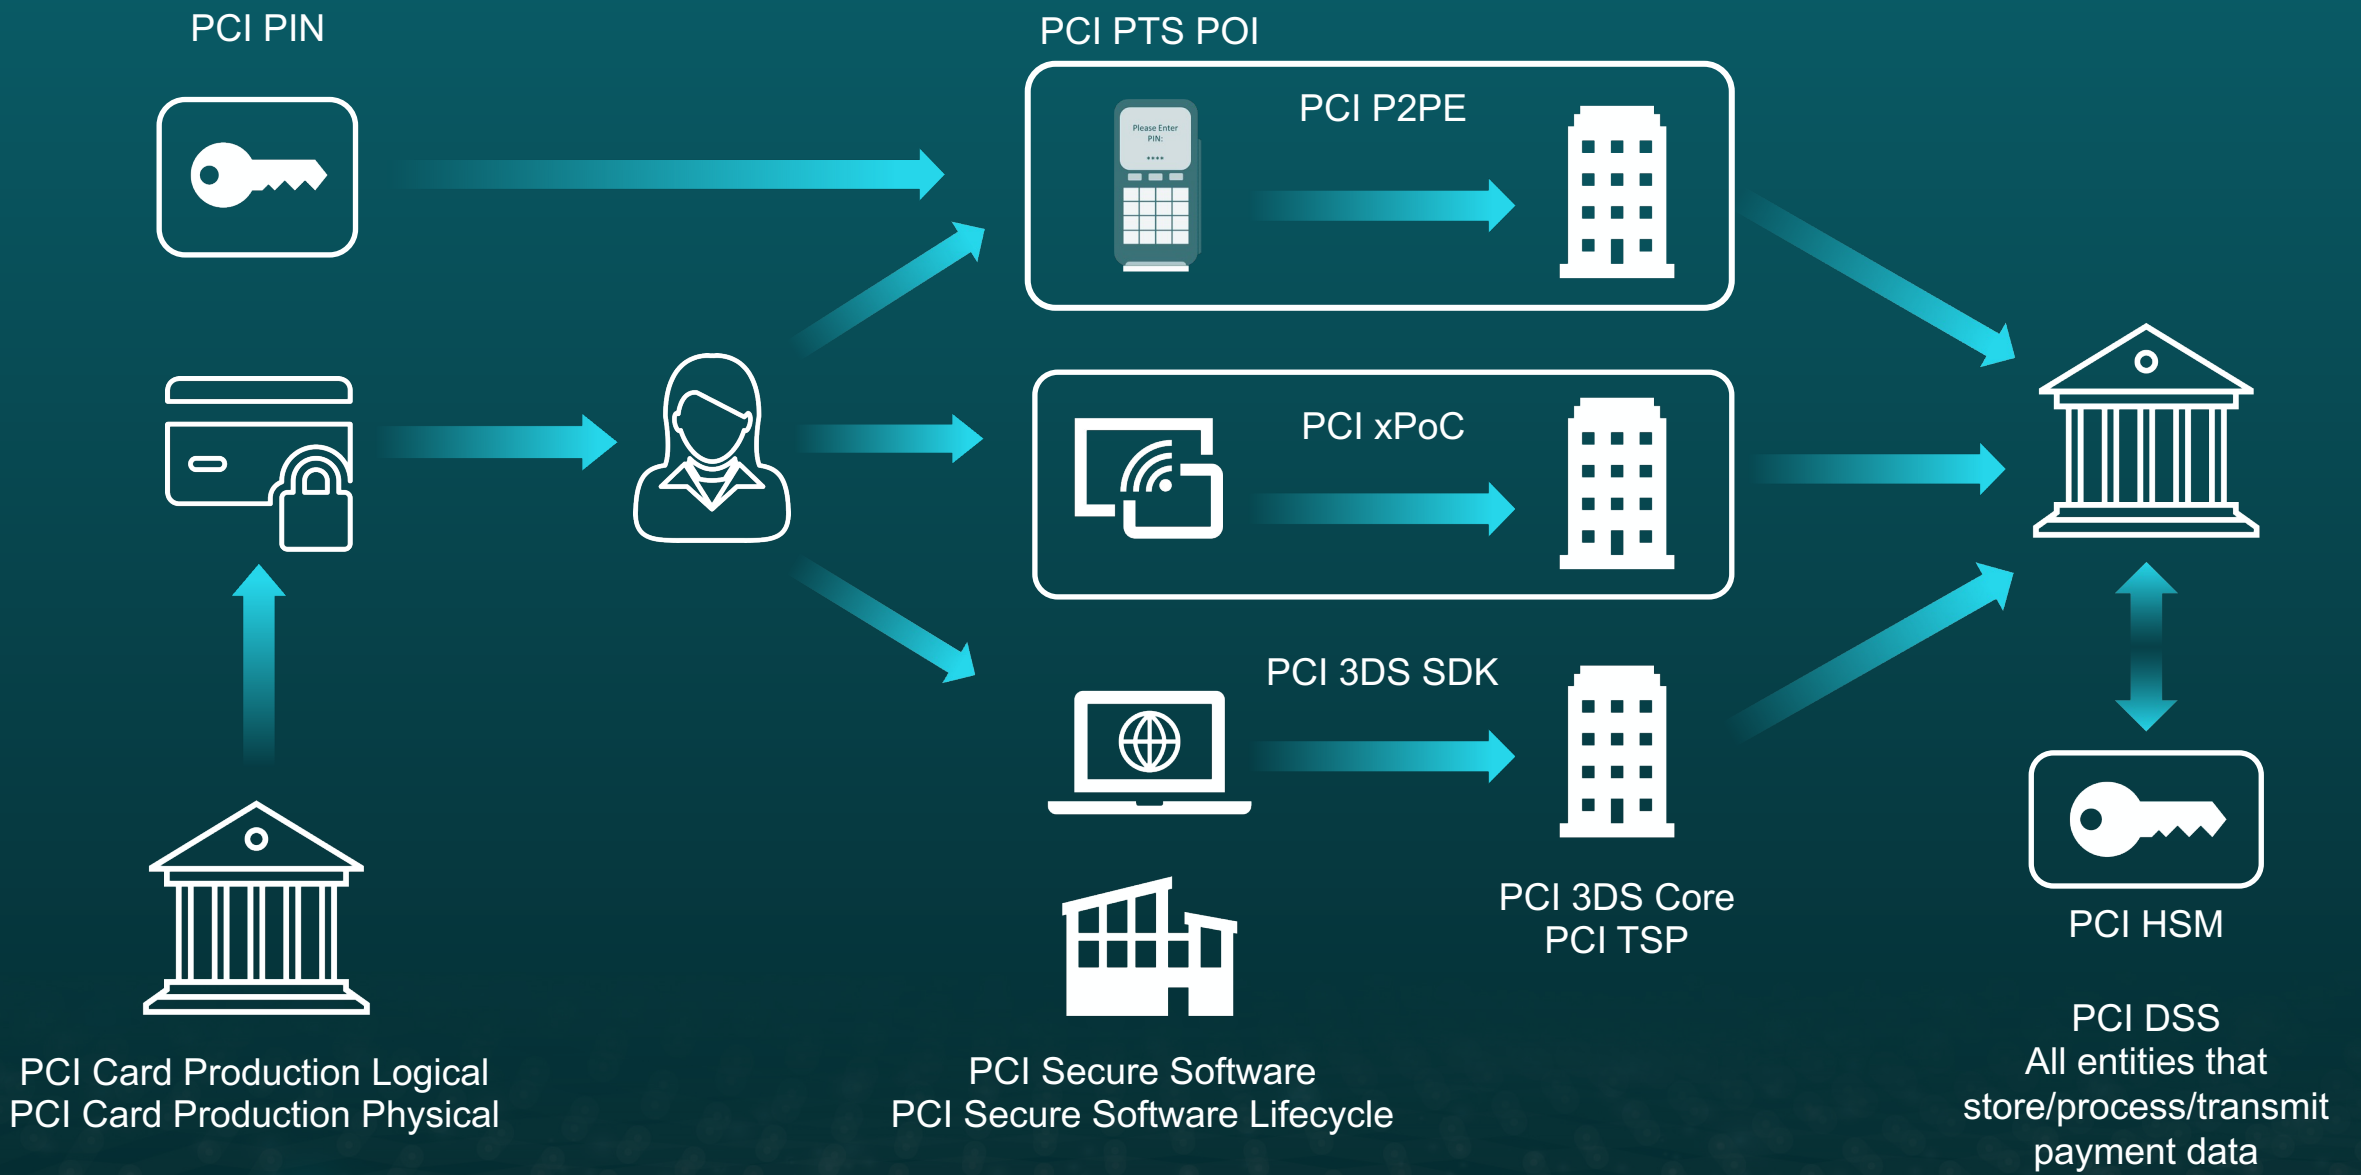 PCI PIN
PCI PTS POI
PCI P2PE
Please Enter
PIN:
****
PCI xPoC
PCI 3DS SDK
PCI 3DS Core
PCI TSP
PCI HSM
PCI DSS
All entities that
store/process/transmit
payment data
PCI Card Production Logical
PCI Card Production Physical
PCI Secure Software
PCI Secure Software Lifecycle